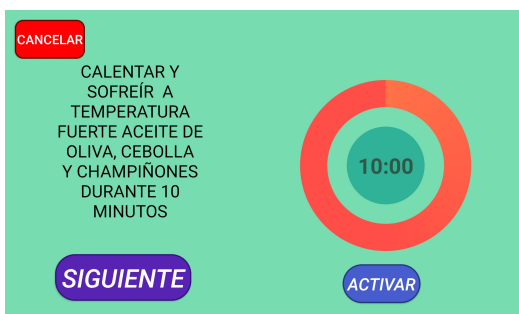 CANCELAR
CALENTAR Y
SOFREÍR A
TEMPERATURA
FUERTE ACEITE DE
OLIVA, CEBOLLA
Y CHAMPIÑONES
DURANTE 10
MINUTOS
10:00
SIGUIENTE
ACTIVAR